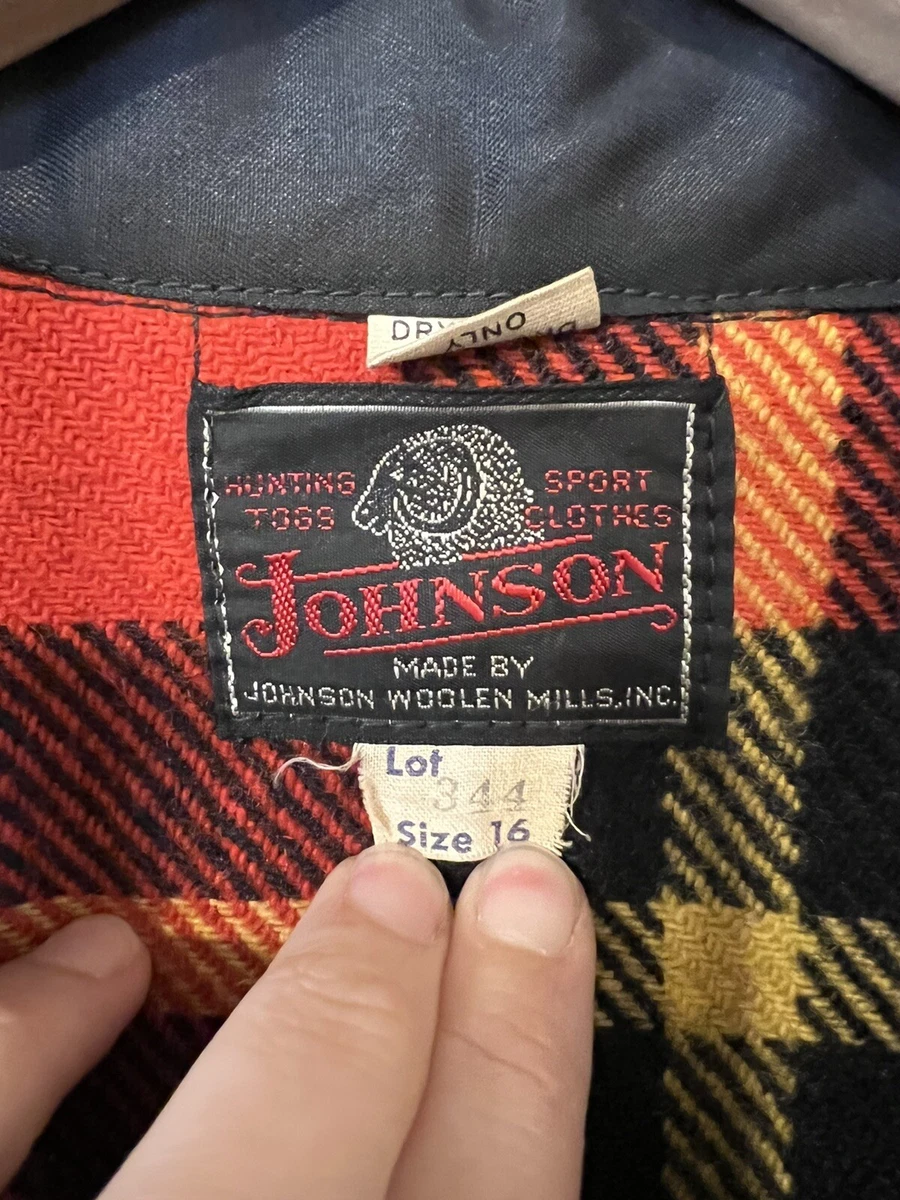 DRY
ONLY
HUNTING SPORT
TOGS CLOTHES
JOHNSON
MADE BY
JOHNSON WOOLEN MILLS, INC.
Lot
344
Size 16